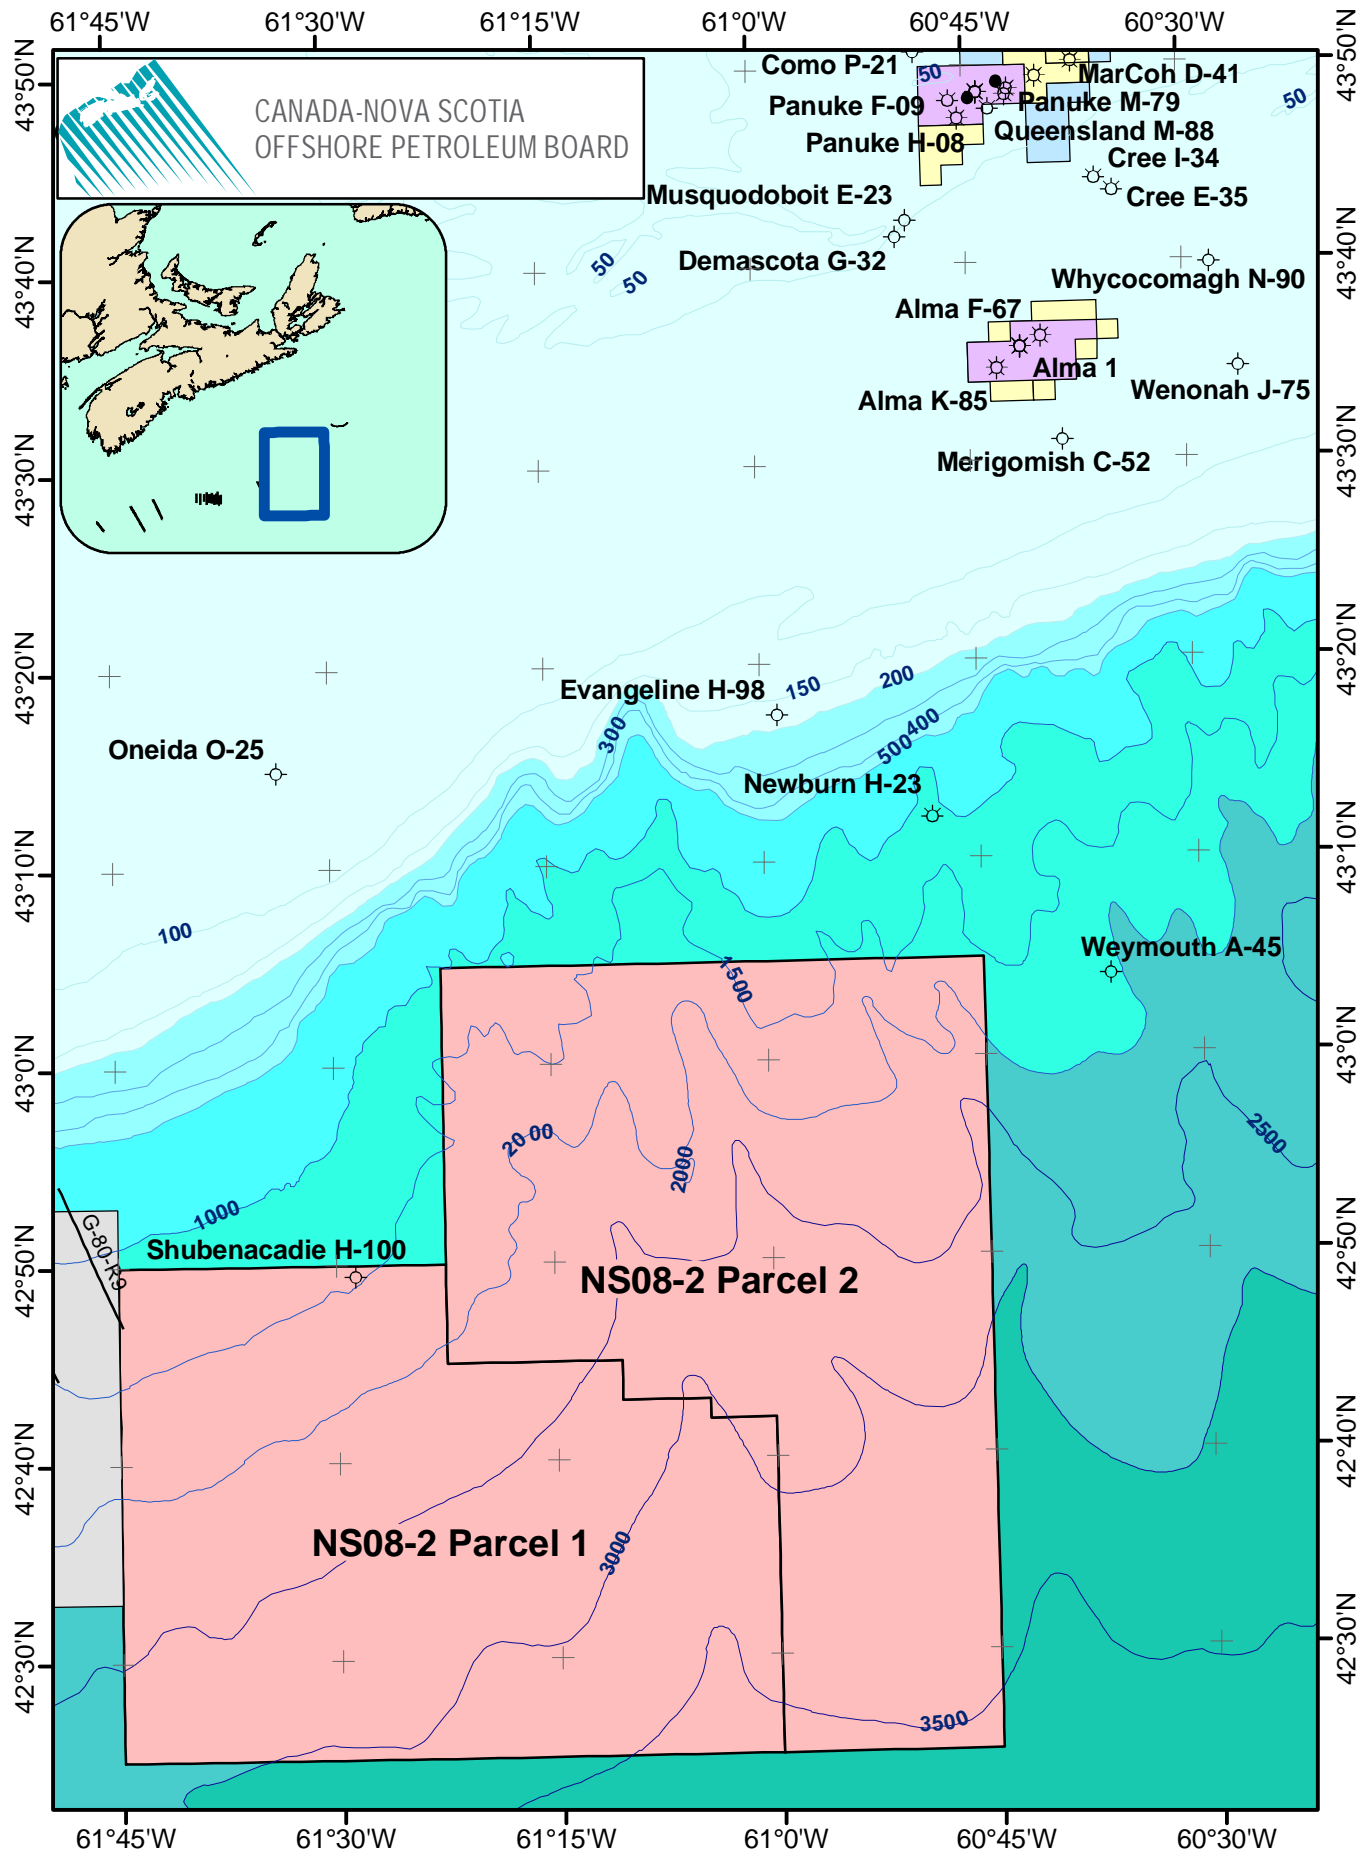 61°45'W 61°30'W 61°15'W 61°0'W 60°45'W 60°30'W
43°50'N
43°50'N
CANADA-NOVA SCOTIA
OFFSHORE PETROLEUM BOARD
Como P-21
50
MarCoh D-41
50
Panuke F-09
Panuke M-79
Panuke H-08
Queensland M-88
Cree I-34
Musquodoboit E-23
Cree E-35
43°40'N
43°40'N
50
Demascota G-32
50
Whycocomagh N-90
Alma F-67
Alma 1
Alma K-85
Wenonah J-75
43°30'N
43°30'N
Merigomish C-52
43°20'N
43°20'N
Evangeline H-98
150
200
300
400
500
Oneida O-25
Newburn H-23
43°10'N
43°10'N
100
Weymouth A-45
1500
43°0'N
43°0'N
2000
2000
2500
1000
G-80-R9
Shubenacadie H-100
42°50'N
42°50'N
NS08-2 Parcel 2
42°40'N
42°40'N
NS08-2 Parcel 1
3000
42°30'N
42°30'N
3500
61°45'W 61°30'W 61°15'W 61°0'W 60°45'W 60°30'W